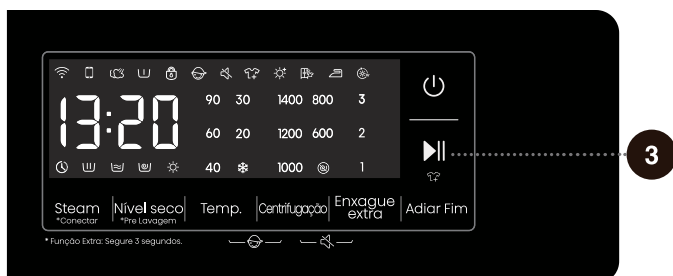 13:20
90 30 1400 800 3
60 20 1200 600 2
40 1000 1
3
Steam Nível seco Temp. Centrifugação Enxague extra Adiar Fim
*Conectar *Pre Lavagem
* Função Extra: Segure 3 segundos.